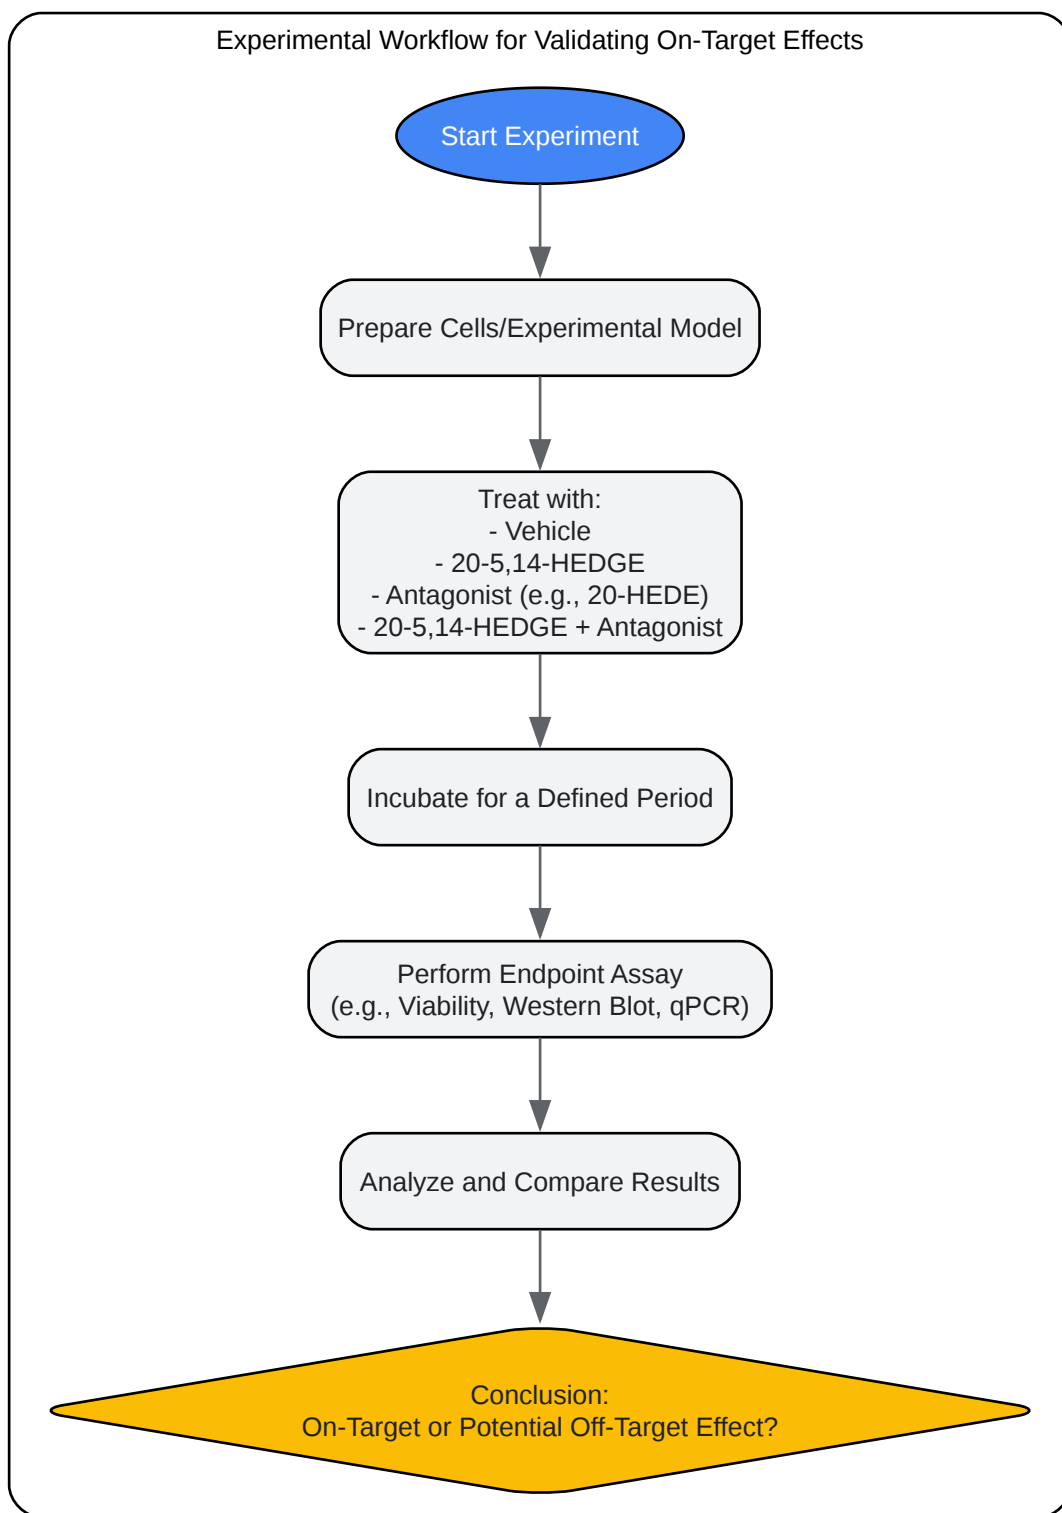 Experimental Workflow for Validating On-Target Effects
Start Experiment
Prepare Cells/Experimental Model
Treat with:
- Vehicle
- 20-5,14-HEDGE
- Antagonist (e.g., 20-HEDE)
- 20-5,14-HEDGE + Antagonist
Incubate for a Defined Period
Perform Endpoint Assay
(e.g., Viability, Western Blot, qPCR)
Analyze and Compare Results
Conclusion:
On-Target or Potential Off-Target Effect?